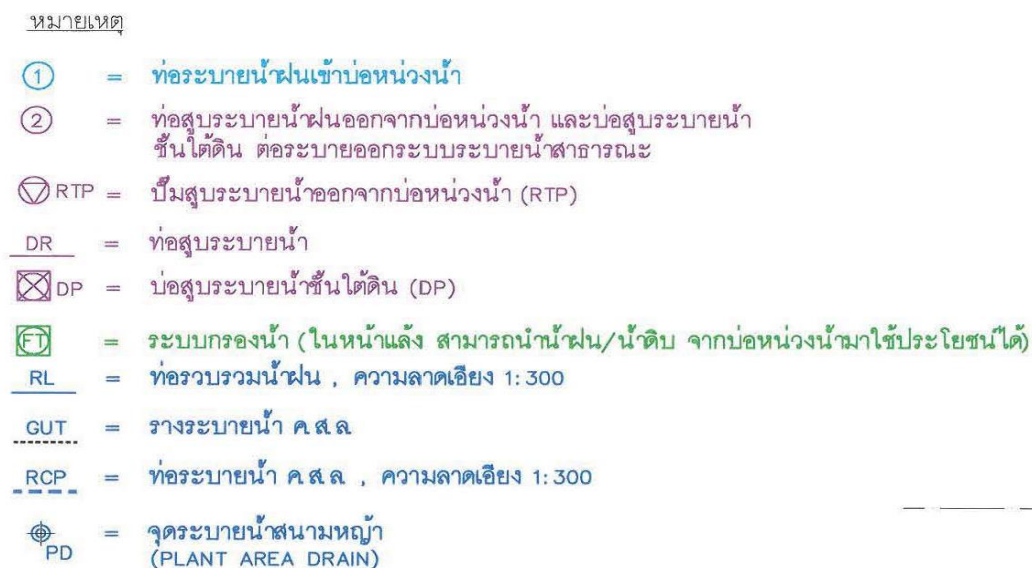 หมายเหตุ
1 = ท่อระบายน้ำฝนเข้าบ่อหน่วงน้ำ
2 = ท่อสูบระบายน้ำฝนออกจากบ่อหน่วงน้ำ และบ่อสูบระบายน้ำ
ชั้นใต้ดิน ต่อระบายออกระบบระบายน้ำสาธารณะ
RTP = ปั๊มสูบระบายน้ำออกจากบ่อหน่วงน้ำ (RTP)
DR = ท่อสูบระบายน้ำ
DP = บ่อสูบระบายน้ำชั้นใต้ดิน (DP)
FT = ระบบกรองน้ำ (ในหน้าแล้ง สามารถนำน้ำฝน/น้ำดิบ จากบ่อหน่วงน้ำมาใช้ประโยชน์ได้)
RL = ท่อรวบรวมน้ำฝน , ความลาดเอียง 1:300
GUT = รางระบายน้ำ ค.ส.ล.
RCP = ท่อระบายน้ำ ค.ส.ล. , ความลาดเอียง 1:300
PD = จุดระบายน้ำสนามหญ้า
(PLANT AREA DRAIN)